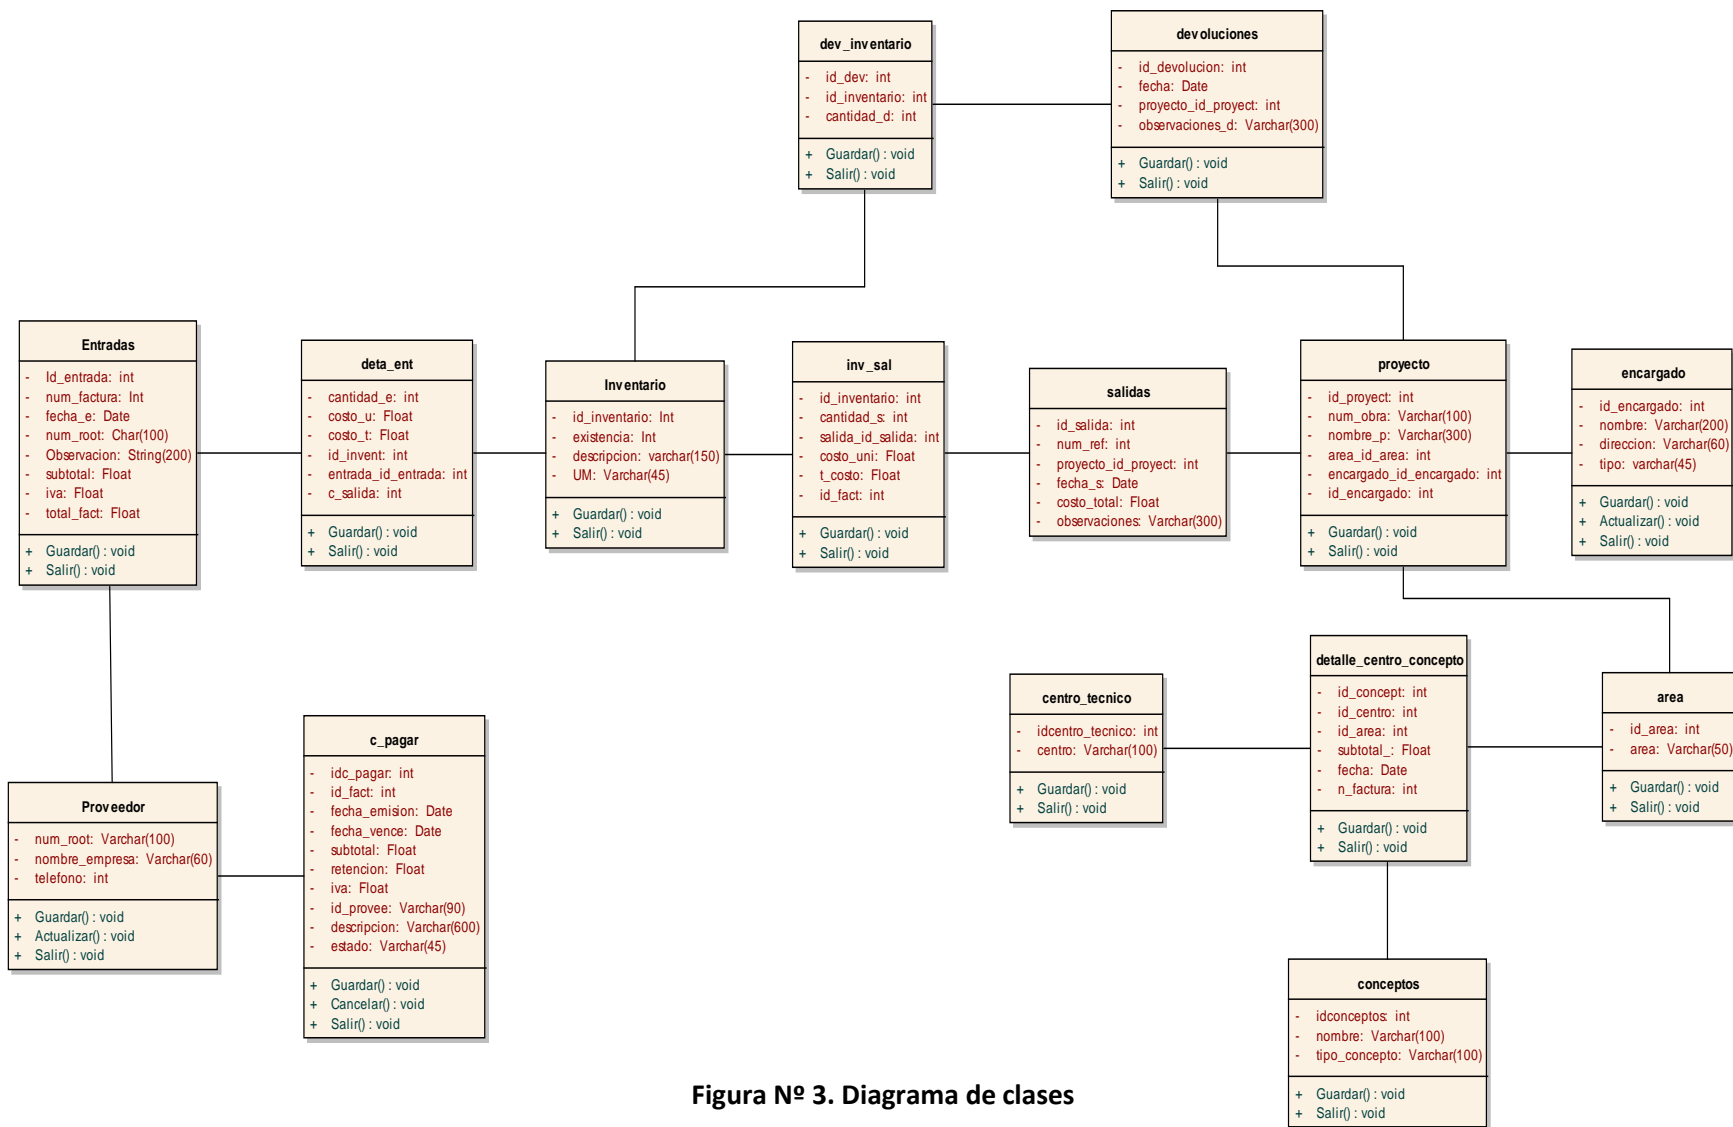 dev_inventario
- id_dev: int
- id_inventario: int
- cantidad_d: int
+ Guardar() : void
+ Salir() : void
devoluciones
- id_devolucion: int
- fecha: Date
- proyecto_id_proyect: int
- observaciones_d: Varchar(300)
+ Guardar() : void
+ Salir() : void
Entradas
- Id_entrada: int
- num_factura: Int
- fecha_e: Date
- num_root: Char(100)
- Observacion: String(200)
- subtotal: Float
- iva: Float
- total_fact: Float
+ Guardar() : void
+ Salir() : void
deta_ent
- cantidad_e: int
- costo_u: Float
- costo_t: Float
- id_invent: int
- entrada_id_entrada: int
- c_salida: int
+ Guardar() : void
+ Salir() : void
Inventario
- id_inventario: Int
- existencia: Int
- descripcion: varchar(150)
- UM: Varchar(45)
+ Guardar() : void
+ Salir() : void
inv_sal
- id_inventario: int
- cantidad_s: int
- salida_id_salida: int
- costo_uni: Float
- t_costo: Float
- id_fact: int
+ Guardar() : void
+ Salir() : void
salidas
- id_salida: int
- num_ref: int
- proyecto_id_proyect: int
- fecha_s: Date
- costo_total: Float
- observaciones: Varchar(300)
proyecto
- id_proyect: int
- num_obra: Varchar(100)
- nombre_p: Varchar(300)
- area_id_area: int
- encargado_id_encargado: int
- id_encargado: int
+ Guardar() : void
+ Salir() : void
encargado
- id_encargado: int
- nombre: Varchar(200)
- direccion: Varchar(60)
- tipo: varchar(45)
+ Guardar() : void
+ Actualizar() : void
+ Salir() : void
Proveedor
- num_root: Varchar(100)
- nombre_empresa: Varchar(60)
- telefono: int
+ Guardar() : void
+ Actualizar() : void
+ Salir() : void
c_pagar
- idc_pagar: int
- id_fact: int
- fecha_emision: Date
- fecha_vence: Date
- subtotal: Float
- retencion: Float
- iva: Float
- id_provee: Varchar(90)
- descripcion: Varchar(600)
- estado: Varchar(45)
+ Guardar() : void
+ Cancelar() : void
+ Salir() : void
centro_tecnico
- idcentro_tecnico: int
- centro: Varchar(100)
+ Guardar() : void
+ Salir() : void
detalle_centro_concepto
- id_concept: int
- id_centro: int
- id_area: int
- subtotal_: Float
- fecha: Date
- n_factura: int
+ Guardar() : void
+ Salir() : void
area
- id_area: int
- area: Varchar(50)
+ Guardar() : void
+ Salir() : void
conceptos
- idconceptos: int
- nombre: Varchar(100)
- tipo_concepto: Varchar(100)
+ Guardar() : void
+ Salir() : void
Figura Nº 3. Diagrama de clases